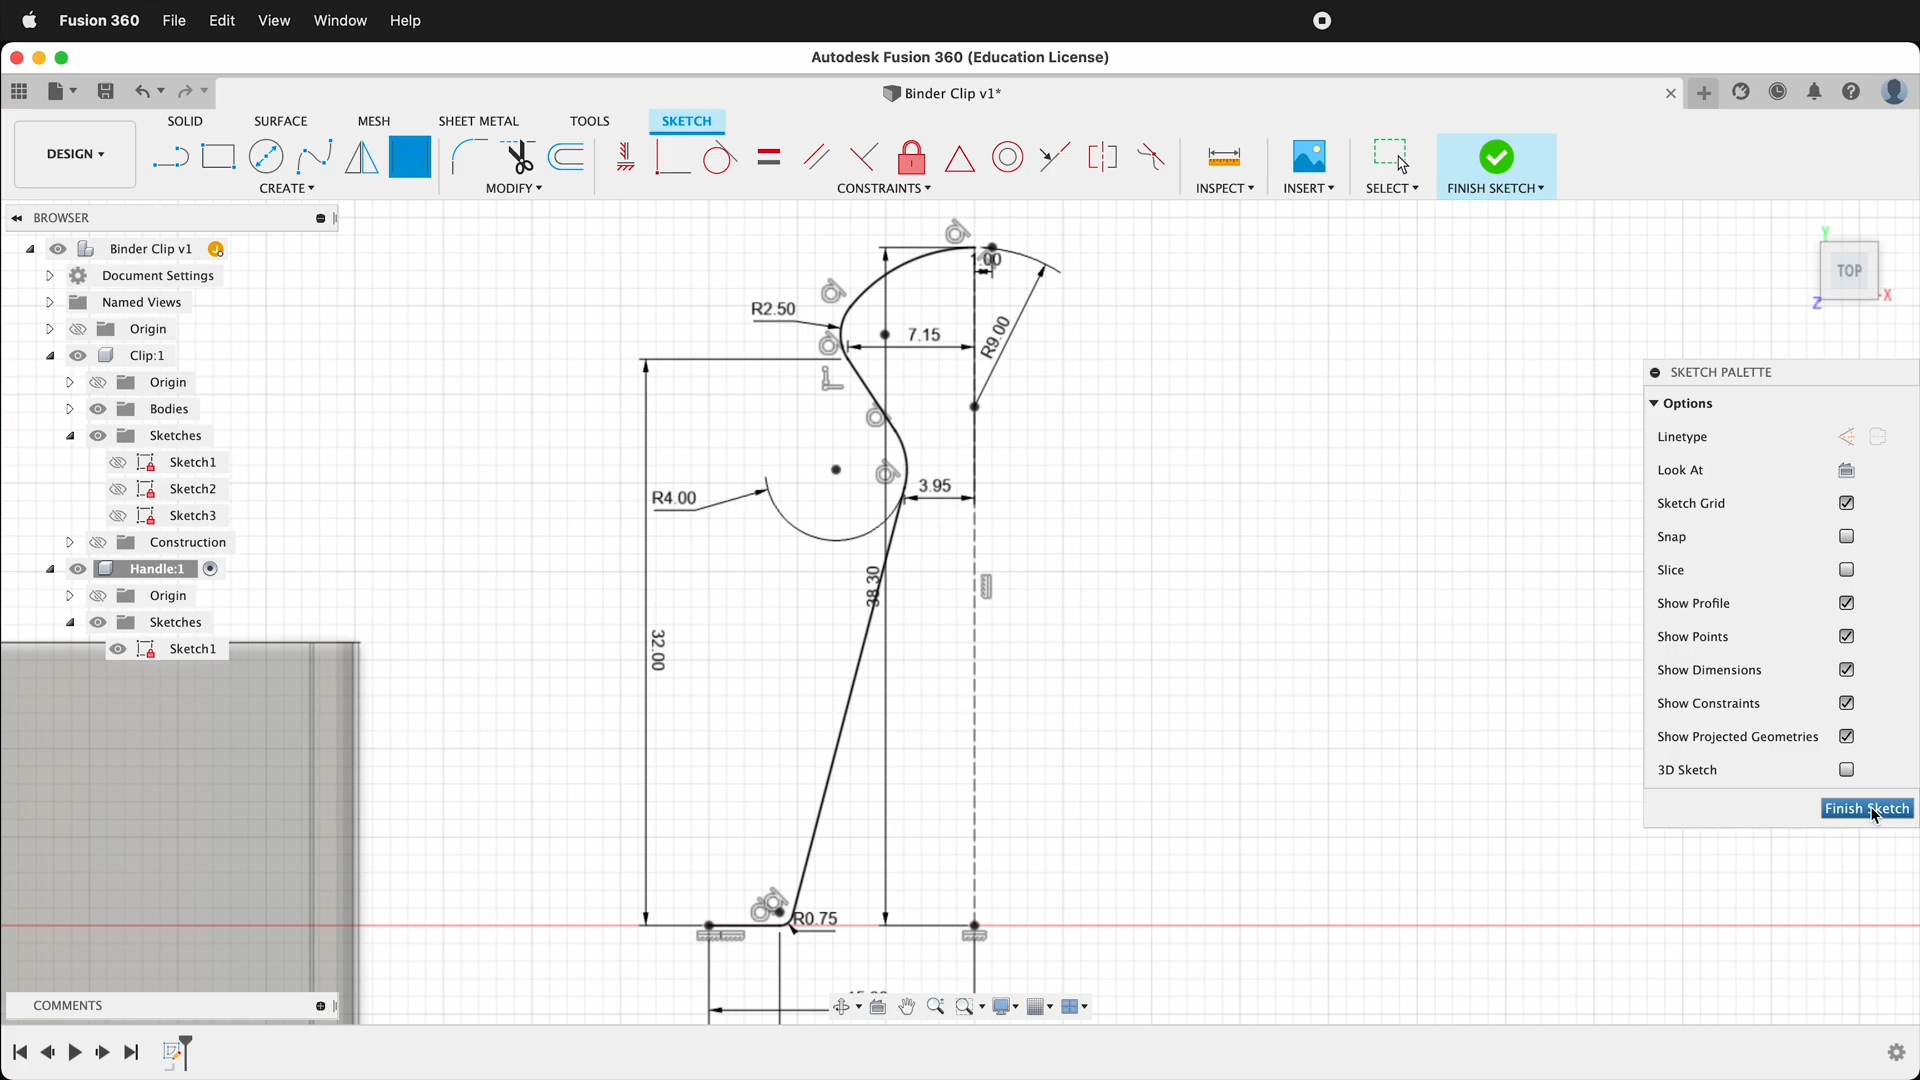 Fusion 360 File Edit View Window Help
Autodesk Fusion 360 (Education License)
Binder Clip v1*
SOLID SURFACE MESH SHEET METAL TOOLS SKETCH
DESIGN
CREATE MODIFY CONSTRAINTS INSPECT INSERT SELECT FINISH SKETCH
BROWSER
Binder Clip v1
Document Settings
Named Views
Origin
Clip:1
Origin
Bodies
Sketches
Sketch1
Sketch2
Sketch3
Construction
Handle:1
Origin
Sketches
Sketch1
COMMENTS
1.00
R2.50
7.15
R9.00
R4.00
3.95
38.30
32.00
R0.75
Y
TOP
X
Z
SKETCH PALETTE
Options
Linetype
Look At
Sketch Grid
Snap
Slice
Show Profile
Show Points
Show Dimensions
Show Constraints
Show Projected Geometries
3D Sketch
Finish Sketch